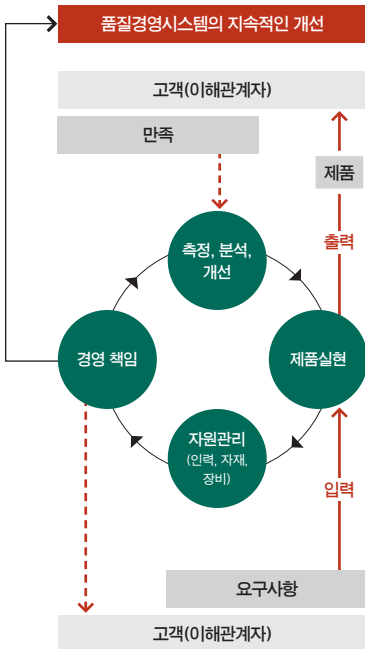 품질경영시스템의 지속적인 개선
고객(이해관계자)
만족
제품
출력
측정, 분석,
개선
경영 책임
제품실현
자원관리
(인력, 자재,
장비)
입력
요구사항
고객(이해관계자)